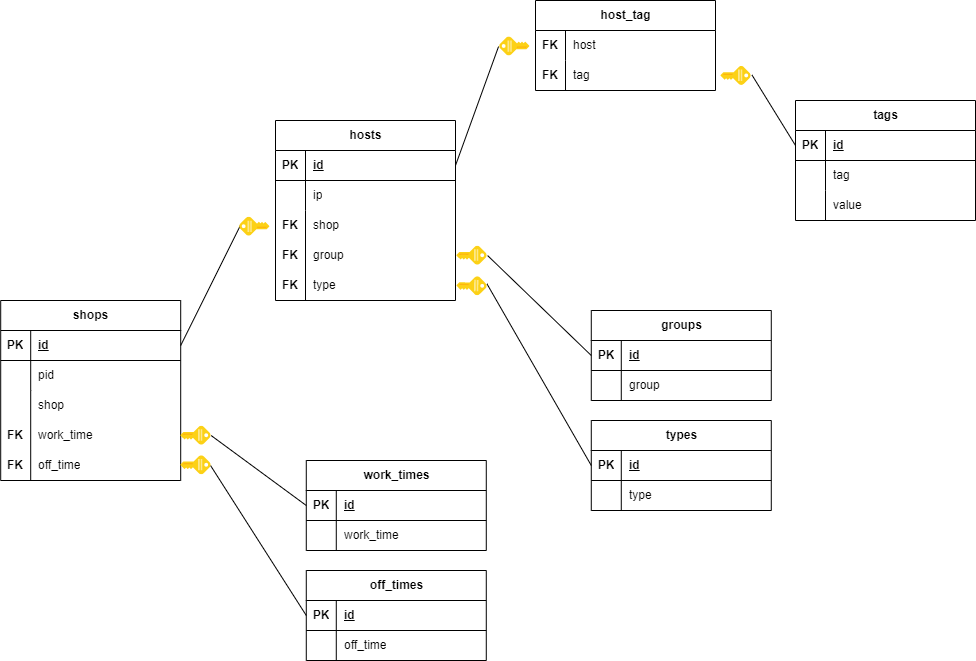 host_tag
FK host
FK tag
tags
PK id
tag
value
hosts
PK id
ip
FK shop
FK group
FK type
shops
PK id
pid
shop
FK work_time
FK off_time
groups
PK id
group
types
PK id
type
work_times
PK id
work_time
off_times
PK id
off_time